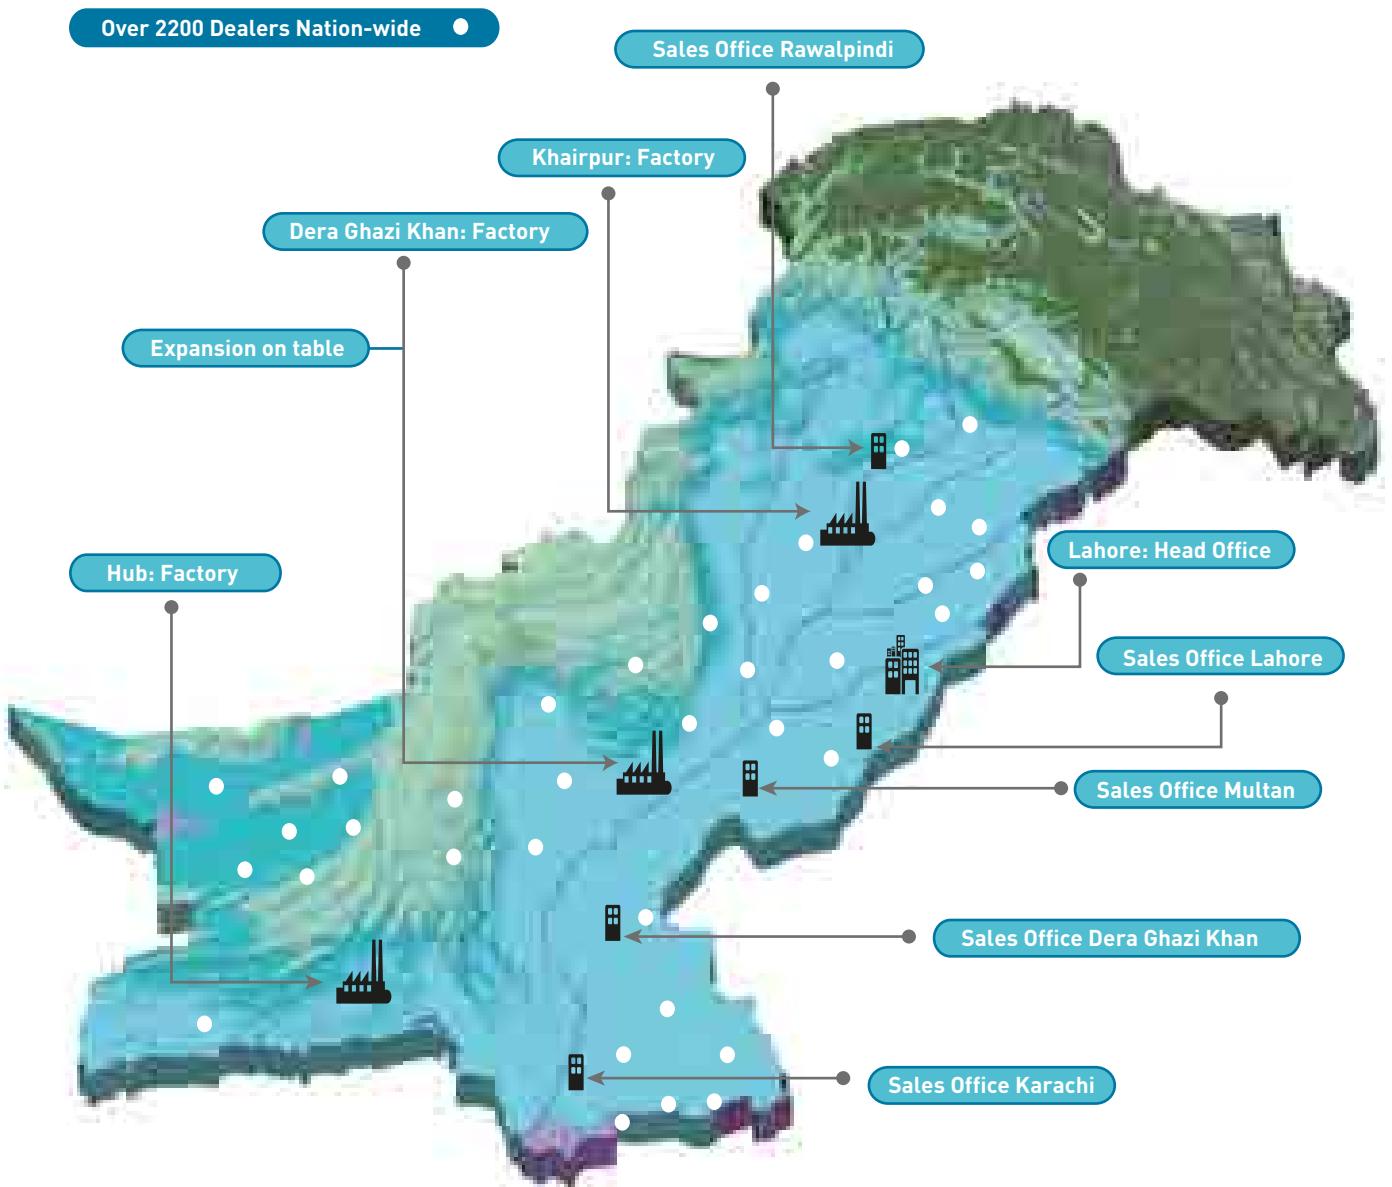 Over 2200 Dealers Nation-wide
Sales Office Rawalpindi
Khairpur: Factory
Dera Ghazi Khan: Factory
Expansion on table
Lahore: Head Office
Hub: Factory
Sales Office Lahore
Sales Office Multan
Sales Office Dera Ghazi Khan
Sales Office Karachi